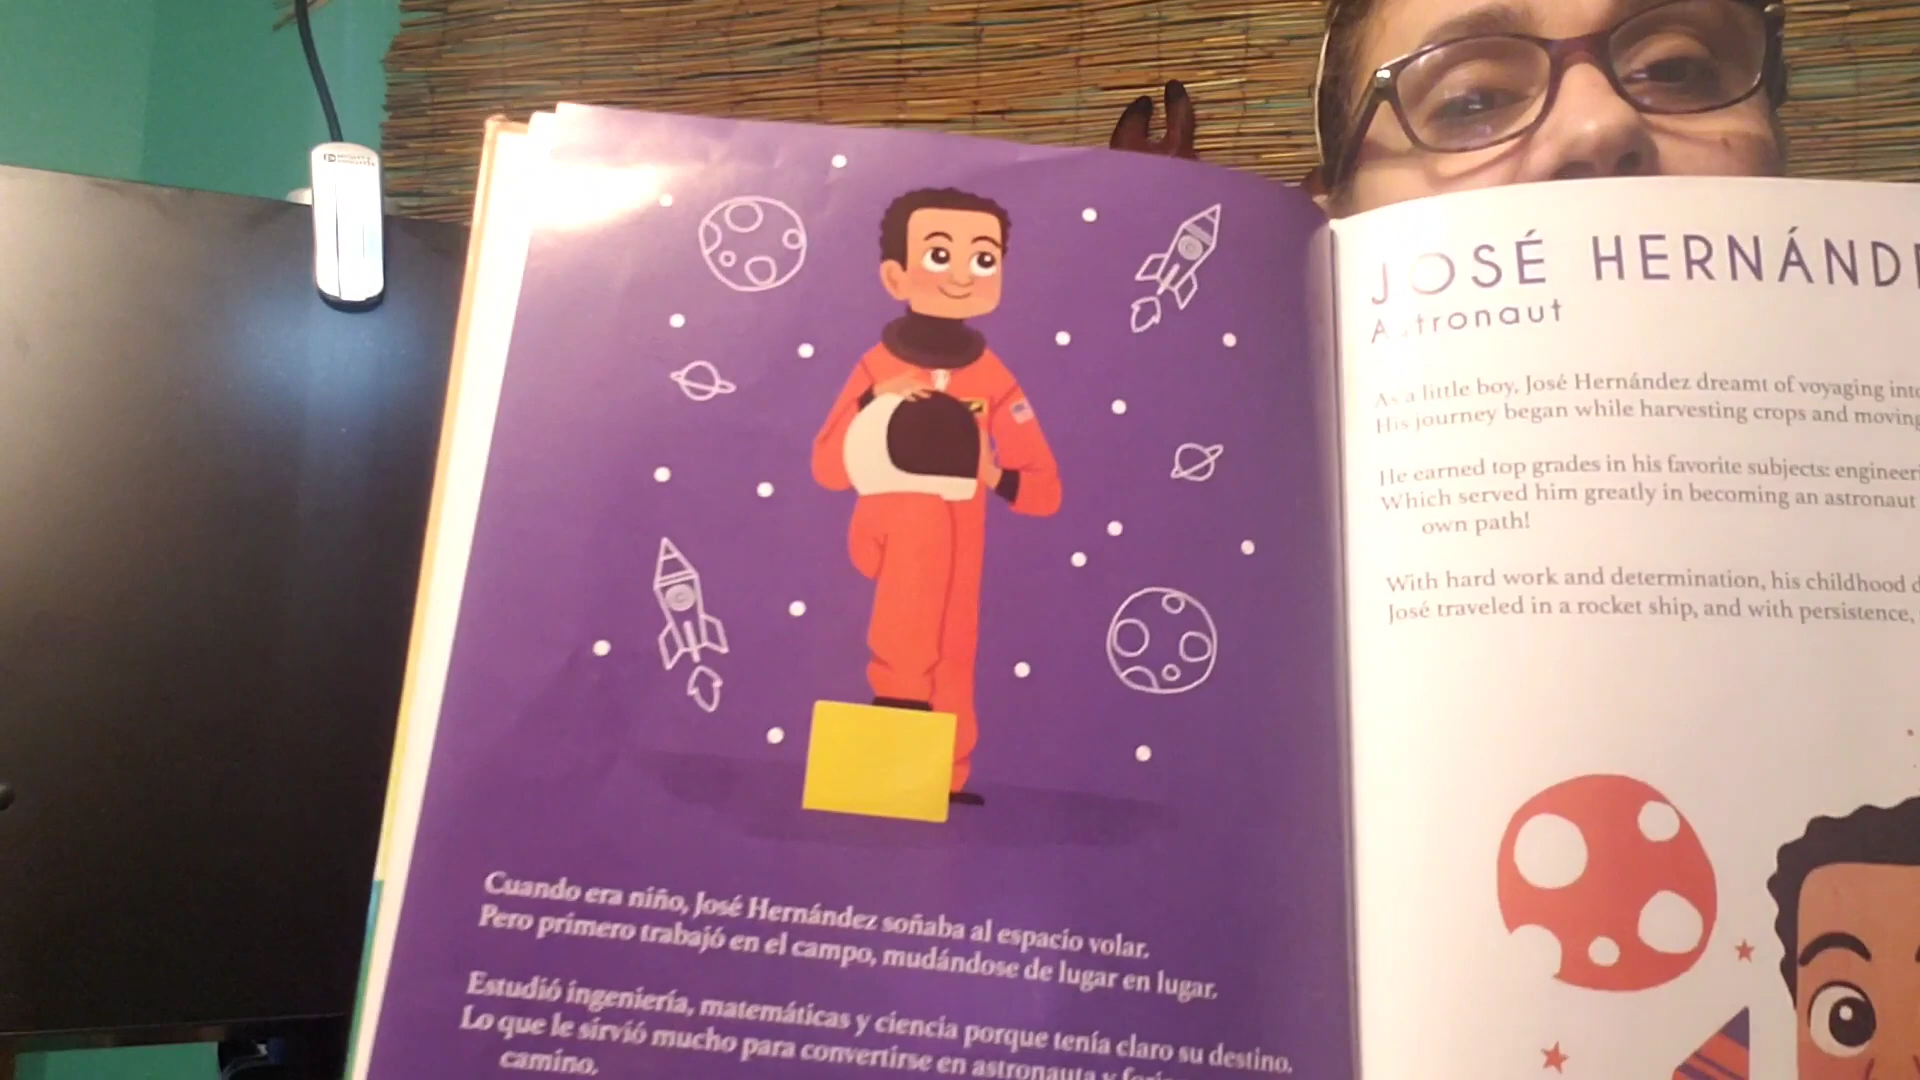 Cuando era niño, José Hernández soñaba al espacio volar.
Pero primero trabajó en el campo, mudándose de lugar en lugar.
Estudió ingeniería, matemáticas y ciencia porque tenía claro su destino.
Lo que le sirvió mucho para convertirse en astronauta y
camino.
JOSÉ HERNÁND
Astronaut
As a little boy, José Hernández dreamt of voyaging into
His journey began while harvesting crops and moving
He earned top grades in his favorite subjects: engineeri
Which served him greatly in becoming an astronaut
own path!
With hard work and determination, his childhood d
José traveled in a rocket ship, and with persistence,